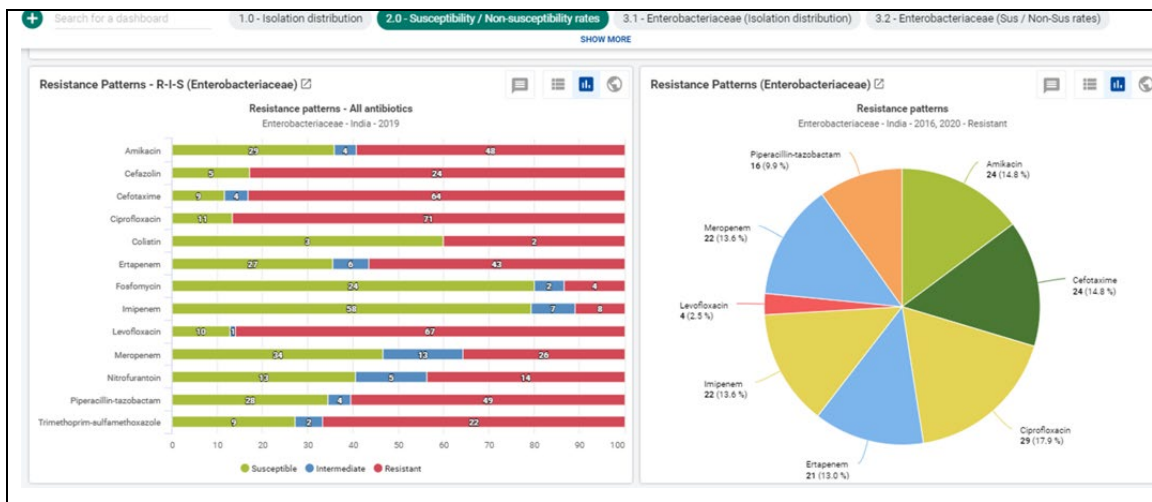 Search for a dashboard
1.0 - Isolation distribution
2.0 - Susceptibility / Non-susceptibility rates
3.1 - Enterobacteriaceae (Isolation distribution)
3.2 - Enterobacteriaceae (Sus / Non-Sus rates)
SHOW MORE
Resistance Patterns - R-I-S (Enterobacteriaceae)
Resistance patterns - All antibiotics
Enterobacteriaceae - India - 2019
Amikacin 29 4 48
Cefazolin 5 24
Cefotaxime 9 4 64
Ciprofloxacin 11 71
Colistin 3 2
Ertapenem 27 6 43
Fosfomycin 24 2 4
Imipenem 58 7 8
Levofloxacin 10 1 67
Meropenem 34 13 26
Nitrofurantoin 13 5 14
Piperacillin-tazobactam 28 4 49
Trimethoprim-sulfamethoxazole 9 2 22
0 10 20 30 40 50 60 70 80 90 100
Susceptible Intermediate Resistant
Resistance Patterns (Enterobacteriaceae)
Resistance patterns
Enterobacteriaceae - India - 2016, 2020 - Resistant
Piperacillin-tazobactam
16 (9.9 %)
Amikacin
24 (14.8 %)
Meropenem
22 (13.6 %)
Cefotaxime
24 (14.8 %)
Levofloxacin
4 (2.5 %)
Imipenem
22 (13.6 %)
Ciprofloxacin
29 (17.9 %)
Ertapenem
21 (13.0 %)